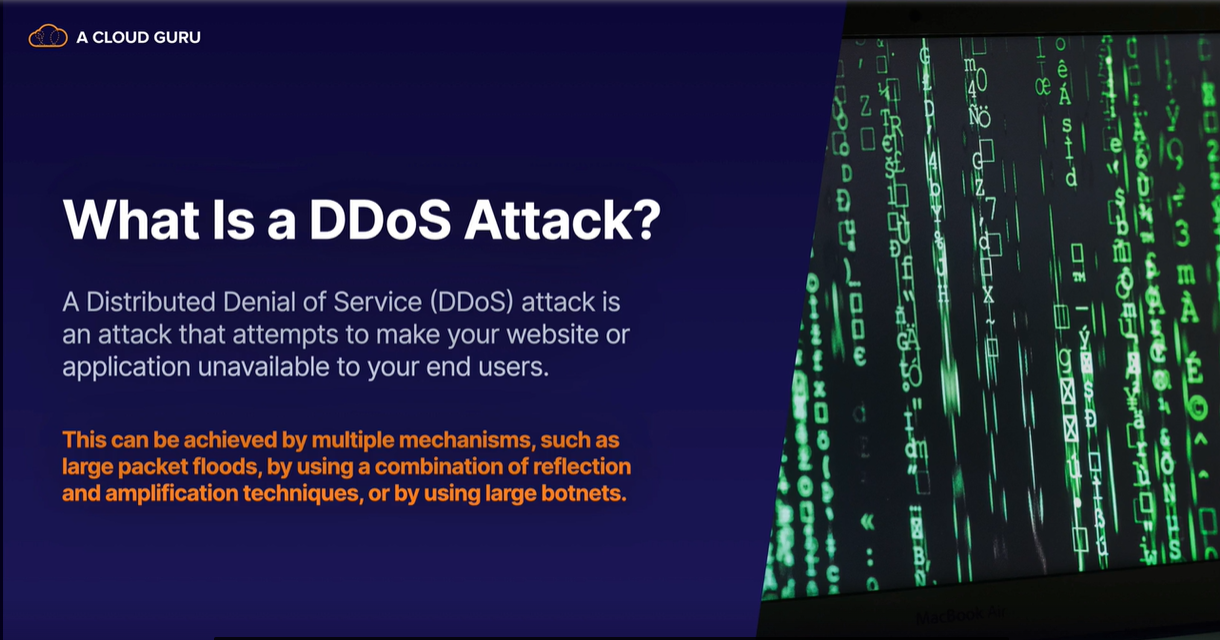 A CLOUD GURU
What Is a DDoS Attack?
A Distributed Denial of Service (DDoS) attack is
an attack that attempts to make your website or
application unavailable to your end users.
This can be achieved by multiple mechanisms, such as
large packet floods, by using a combination of reflection
and amplification techniques, or by using large botnets.
MacBook Air